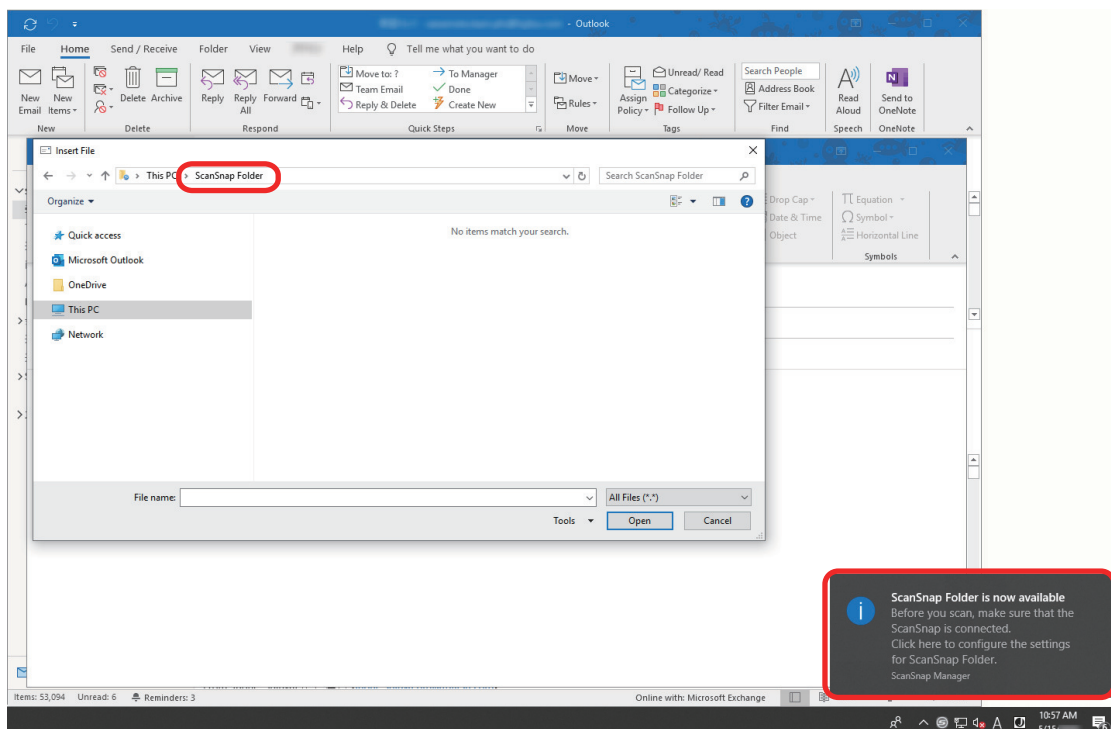 - Outlook
File Home Send / Receive Folder View Help Tell me what you want to do
New Email
New Items
Delete
Archive
Reply
Reply All
Forward
Move to: ?
Team Email
Reply & Delete
To Manager
Done
Create New
Move
Rules
Assign Policy
Unread/ Read
Categorize
Follow Up
Search People
Address Book
Filter Email
Read Aloud
Send to OneNote
New Delete Respond Quick Steps Move Tags Find Speech OneNote
Insert File
This PC > ScanSnap Folder
Search ScanSnap Folder
Organize
Quick access
Microsoft Outlook
OneDrive
This PC
Network
No items match your search.
Drop Cap
Date & Time
Object
Equation
Symbol
Horizontal Line
Symbols
File name:
All Files (*.*)
Tools
Open
Cancel
ScanSnap Folder is now available
Before you scan, make sure that the
ScanSnap is connected.
Click here to configure the settings
for ScanSnap Folder.
ScanSnap Manager
Items: 53,094 Unread: 6 Reminders: 3
Online with: Microsoft Exchange
A
10:57 AM